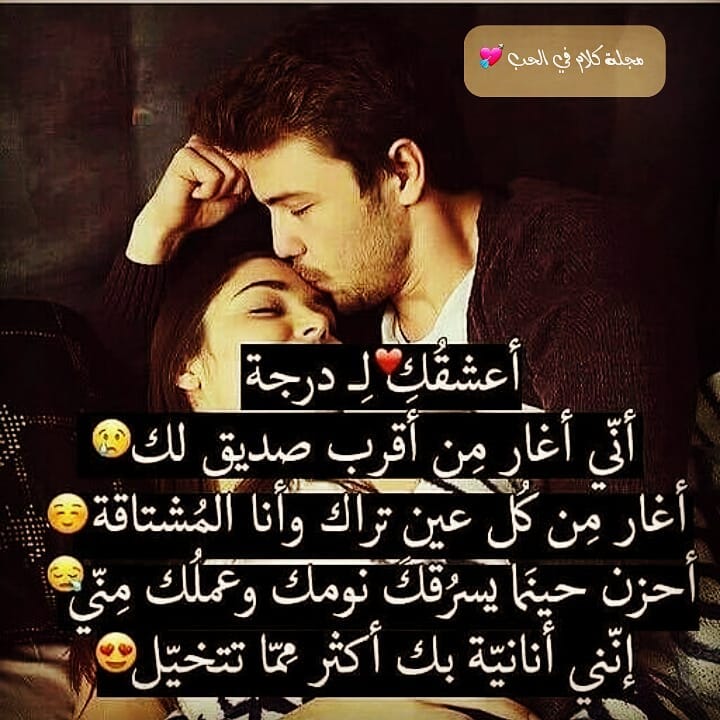 مجلة كلام في الحب 💘
أعشقُكِ❤️ لِـ درجة
أنّي أغار مِن أقرب صديق لك😢
أغار مِن كُل عين تراك وأنا المُشتاقة☺️
أحزن حينَما يسرُقكَ نومك وعملُك مِنّي😪
إنّني أنانيّة بك أكثر ممّا تتخيّل😍